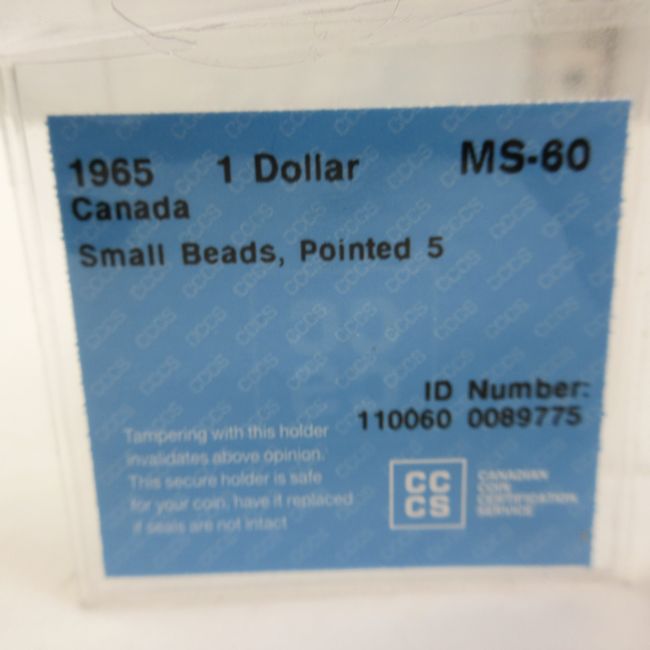 1965 1 Dollar MS-60
Canada
Small Beads, Pointed 5
ID Number:
110060 0089775
Tampering with this holder
invalidates above opinion.
This secure holder is safe
for your coin, have it replaced
if seals are not intact
CC
CS
CANADIAN
COIN
CERTIFICATION
SERVICE